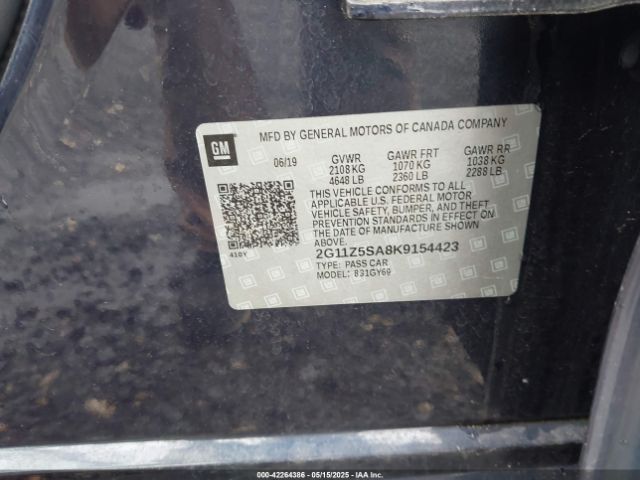 GM
MFD BY GENERAL MOTORS OF CANADA COMPANY
06/19 GVWR GAWR FRT GAWR RR
2108 KG 1070 KG 1038 KG
4648 LB 2360 LB 2288 LB
THIS VEHICLE CONFORMS TO ALL
APPLICABLE U.S. FEDERAL MOTOR
VEHICLE SAFETY, BUMPER, AND THEFT
PREVENTION STANDARDS IN EFFECT ON
THE DATE OF MANUFACTURE SHOWN ABOVE.
410Y 2G11Z5SA8K9154423
TYPE: PASS CAR
MODEL: 831GY69
000-42264386 - 05/15/2025 - IAAI.COM